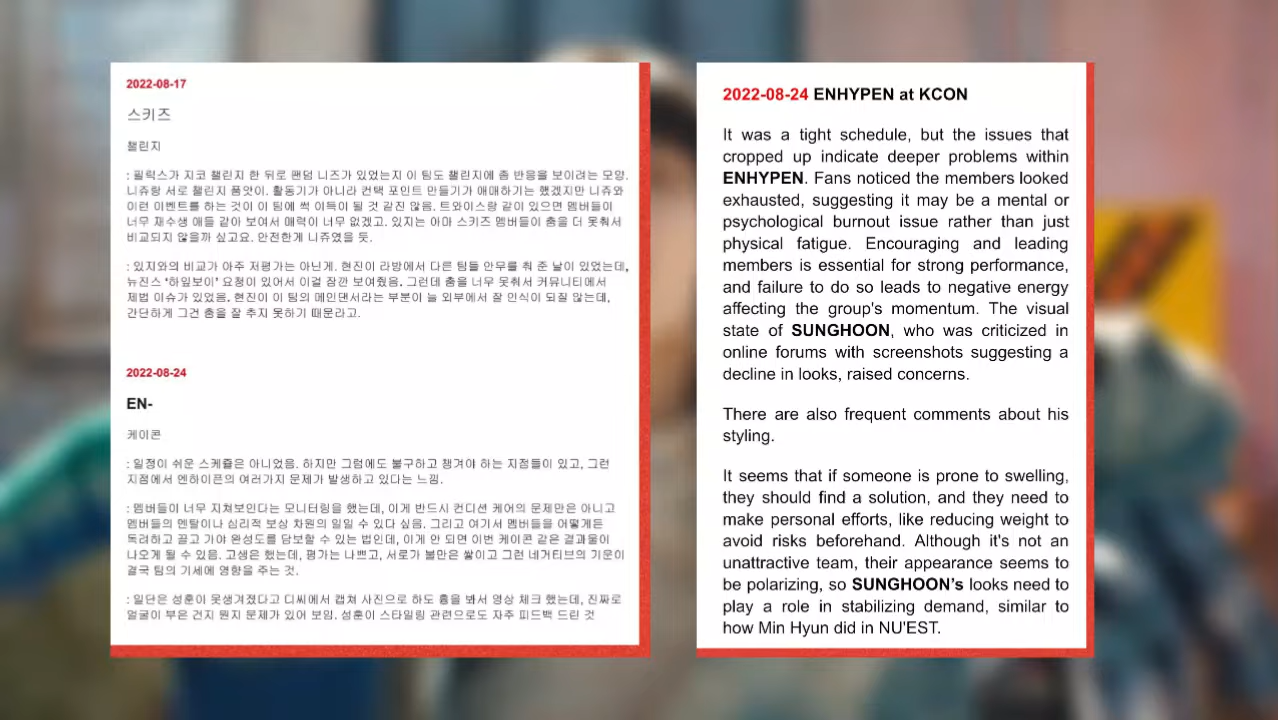 2022-08-17
스키즈
챌린지
: 필릭스가 지코 챌린지 한 뒤로 팬덤 니즈가 있었는지 이 팀도 챌린지에 좀 반응을 보이려는 모양.
니쥬랑 서로 챌린지 품앗이. 활동기가 아니라 컨택 포인트 만들기가 애매하기는 했겠지만 니쥬와
이런 이벤트를 하는 것이 이 팀에 썩 이득이 될 것 같진 않음. 트와이스랑 같이 있으면 멤버들이
너무 재수생 애들 같아 보여서 매력이 너무 없겠고. 있지는 아마 스키즈 멤버들이 춤을 더 못춰서
비교되지 않을까 싶고요. 안전한게 니쥬였을 듯.
: 있지와의 비교가 아주 저평가는 아닌게. 현진이 라방에서 다른 팀들 안무를 춰 준 날이 있었는데,
뉴진스 ‘하입보이’ 요청이 있어서 이걸 잠깐 보여줬음. 그런데 춤을 너무 못춰서 커뮤니티에서
제법 이슈가 있었음. 현진이 이 팀의 메인댄서라는 부분이 늘 외부에서 잘 인식이 되질 않는데,
간단하게 그건 춤을 잘 추지 못하기 때문라고.
2022-08-24
EN-
케이콘
: 일정이 쉬운 스케쥴은 아니었음. 하지만 그럼에도 불구하고 챙겨야 하는 지점들이 있고, 그런
지점에서 엔하이픈의 여러가지 문제가 발생하고 있다는 느낌.
: 멤버들이 너무 지쳐보인다는 모니터링을 했는데, 이게 반드시 컨디션 케어의 문제만은 아니고
멤버들의 멘탈이나 심리적 보상 차원의 일일 수 있다 싶음. 그리고 여기서 멤버들을 어떻게든
독려하고 끌고 가야 완성도를 담보할 수 있는 법인데, 이게 안 되면 이번 케이콘 같은 결과물이
나오게 될 수 있음. 고생은 했는데, 평가는 나쁘고, 서로가 불만은 쌓이고 그런 네거티브의 기운이
결국 팀의 기세에 영향을 주는 것.
: 일단은 성훈이 못생겨졌다고 디씨에서 캡쳐 사진으로 하도 흉을 봐서 영상 체크 했는데, 진짜로
얼굴이 부은 건지 뭔지 문제가 있어 보임. 성훈이 스타일링 관련으로도 자주 피드백 드린 것
2022-08-24 ENHYPEN at KCON
It was a tight schedule, but the issues that
cropped up indicate deeper problems within
ENHYPEN. Fans noticed the members looked
exhausted, suggesting it may be a mental or
psychological burnout issue rather than just
physical fatigue. Encouraging and leading
members is essential for strong performance,
and failure to do so leads to negative energy
affecting the group's momentum. The visual
state of SUNGHOON, who was criticized in
online forums with screenshots suggesting a
decline in looks, raised concerns.
There are also frequent comments about his
styling.
It seems that if someone is prone to swelling,
they should find a solution, and they need to
make personal efforts, like reducing weight to
avoid risks beforehand. Although it's not an
unattractive team, their appearance seems to
be polarizing, so SUNGHOON’s looks need to
play a role in stabilizing demand, similar to
how Min Hyun did in NU'EST.